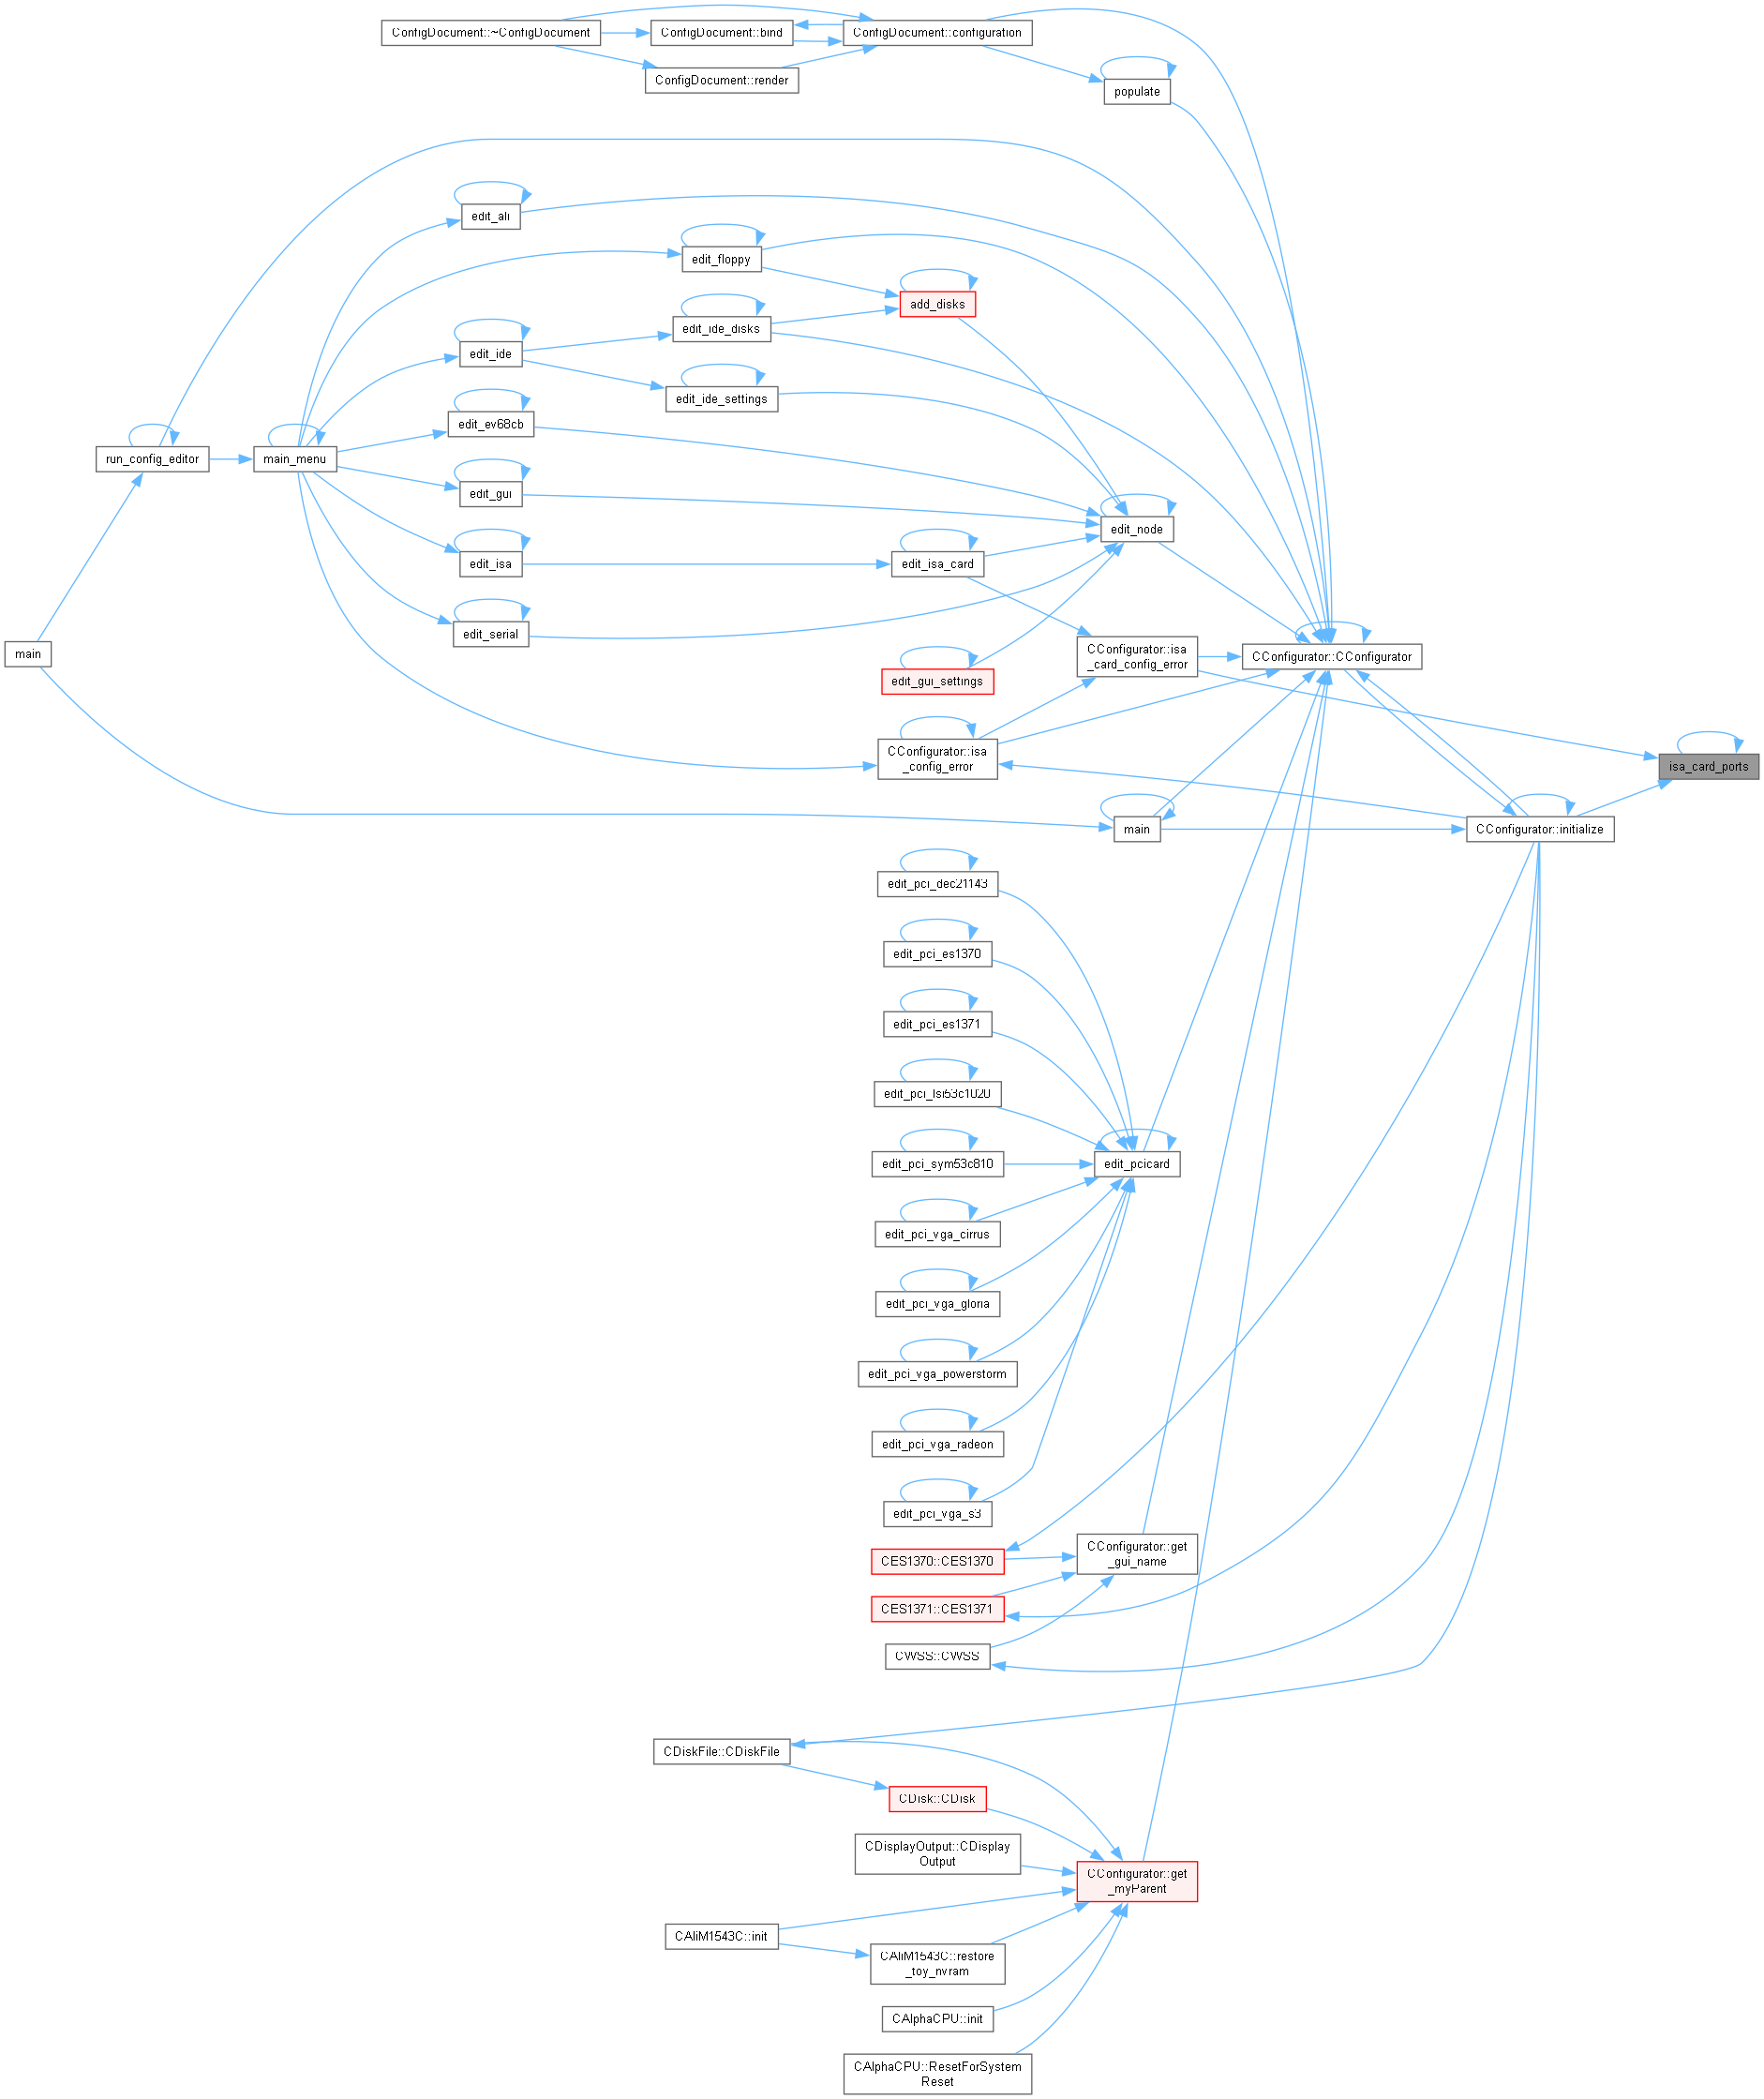 ConfigDocument::~ConfigDocument
ConfigDocument::bind
ConfigDocument::configuration
ConfigDocument::render
populate
edit_ali
edit_floppy
add_disks
edit_ide_disks
edit_ide
edit_ide_settings
edit_ev68cb
run_config_editor
main_menu
edit_gui
edit_node
edit_isa
edit_isa_card
edit_serial
main
CConfigurator::isa
_card_config_error
CConfigurator::CConfigurator
edit_gui_settings
CConfigurator::isa
_config_error
isa_card_ports
main
CConfigurator::initialize
edit_pci_dec21143
edit_pci_es1370
edit_pci_es1371
edit_pci_lsi53c1020
edit_pci_sym53c810
edit_pcicard
edit_pci_vga_cirrus
edit_pci_vga_gloria
edit_pci_vga_powerstorm
edit_pci_vga_radeon
edit_pci_vga_s3
CConfigurator::get
_gui_name
CES1370::CES1370
CES1371::CES1371
CWSS::CWSS
CDiskFile::CDiskFile
CDisk::CDisk
CDisplayOutput::CDisplay
Output
CConfigurator::get
_myParent
CAliM1543C::init
CAliM1543C::restore
_toy_nvram
CAlphaCPU::init
CAlphaCPU::ResetForSystem
Reset